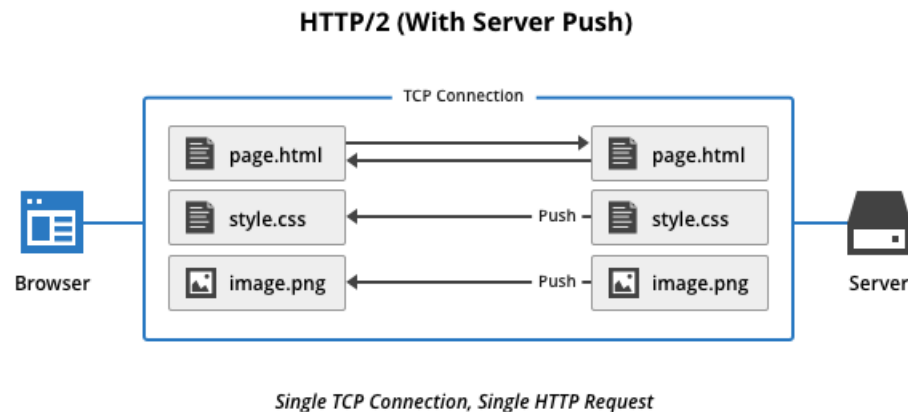 HTTP/2 (With Server Push)
TCP Connection
page.html
page.html
style.css
Push
style.css
image.png
Push
image.png
Browser
Server
Single TCP Connection, Single HTTP Request